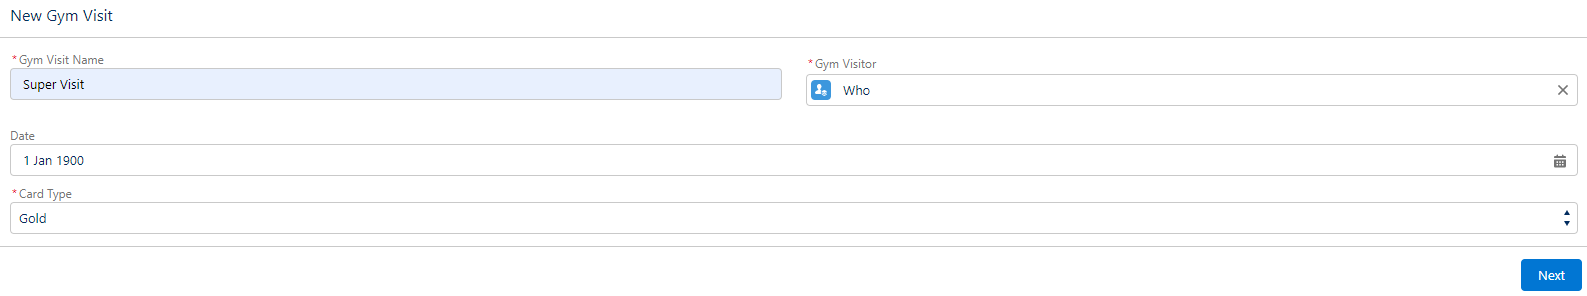 New Gym Visit
*Gym Visit Name
Super Visit
*Gym Visitor
Who
Date
1 Jan 1900
*Card Type
Gold
Next